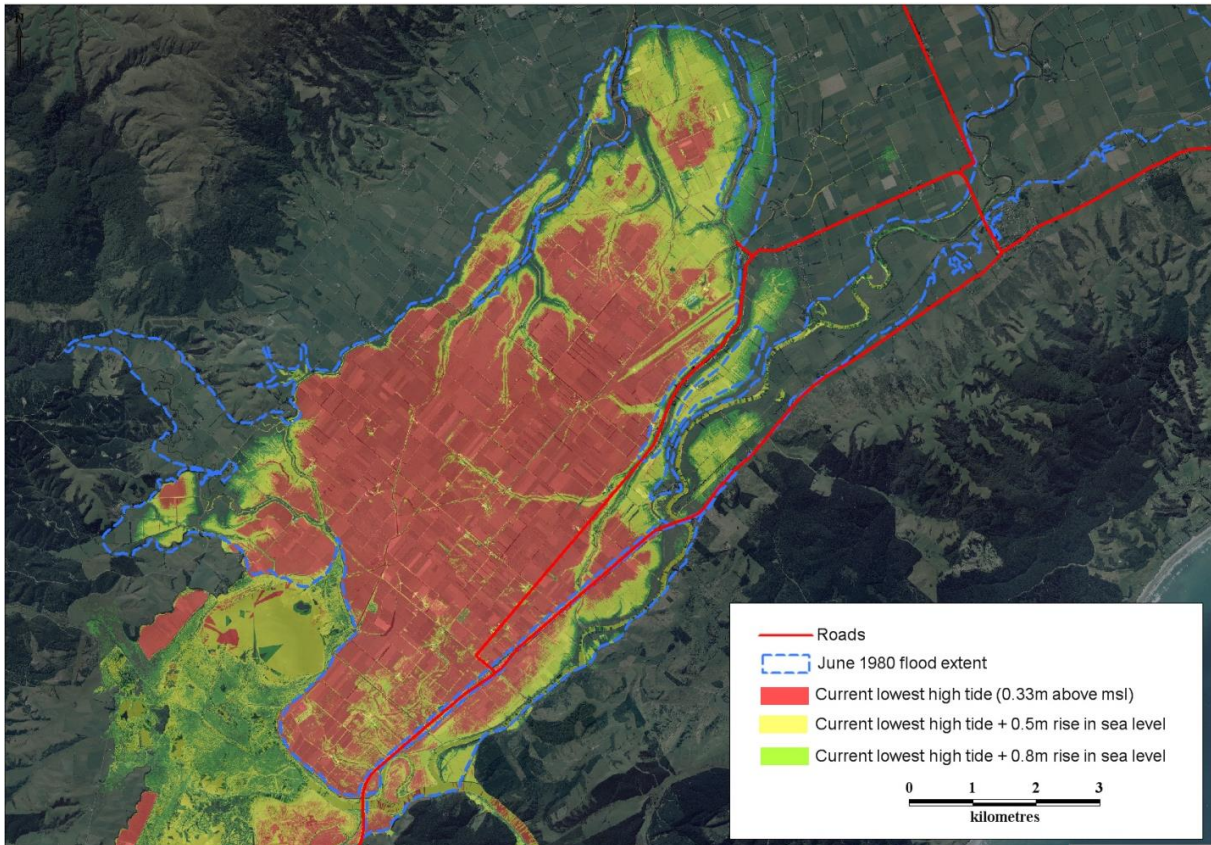 N
Roads
June 1980 flood extent
Current lowest high tide (0.33m above msl)
Current lowest high tide + 0.5m rise in sea level
Current lowest high tide + 0.8m rise in sea level
0 1 2 3
kilometres